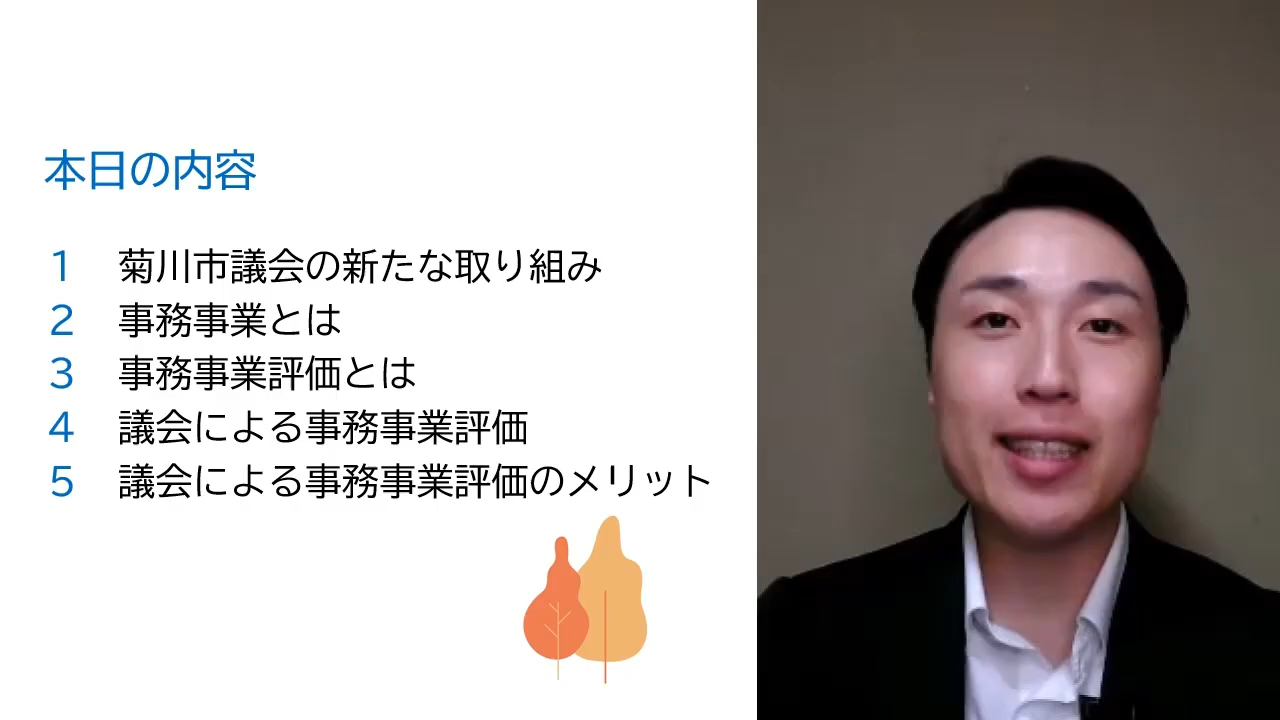 本日の内容
1 菊川市議会の新たな取り組み
2 事務事業とは
3 事務事業評価とは
4 議会による事務事業評価
5 議会による事務事業評価のメリット